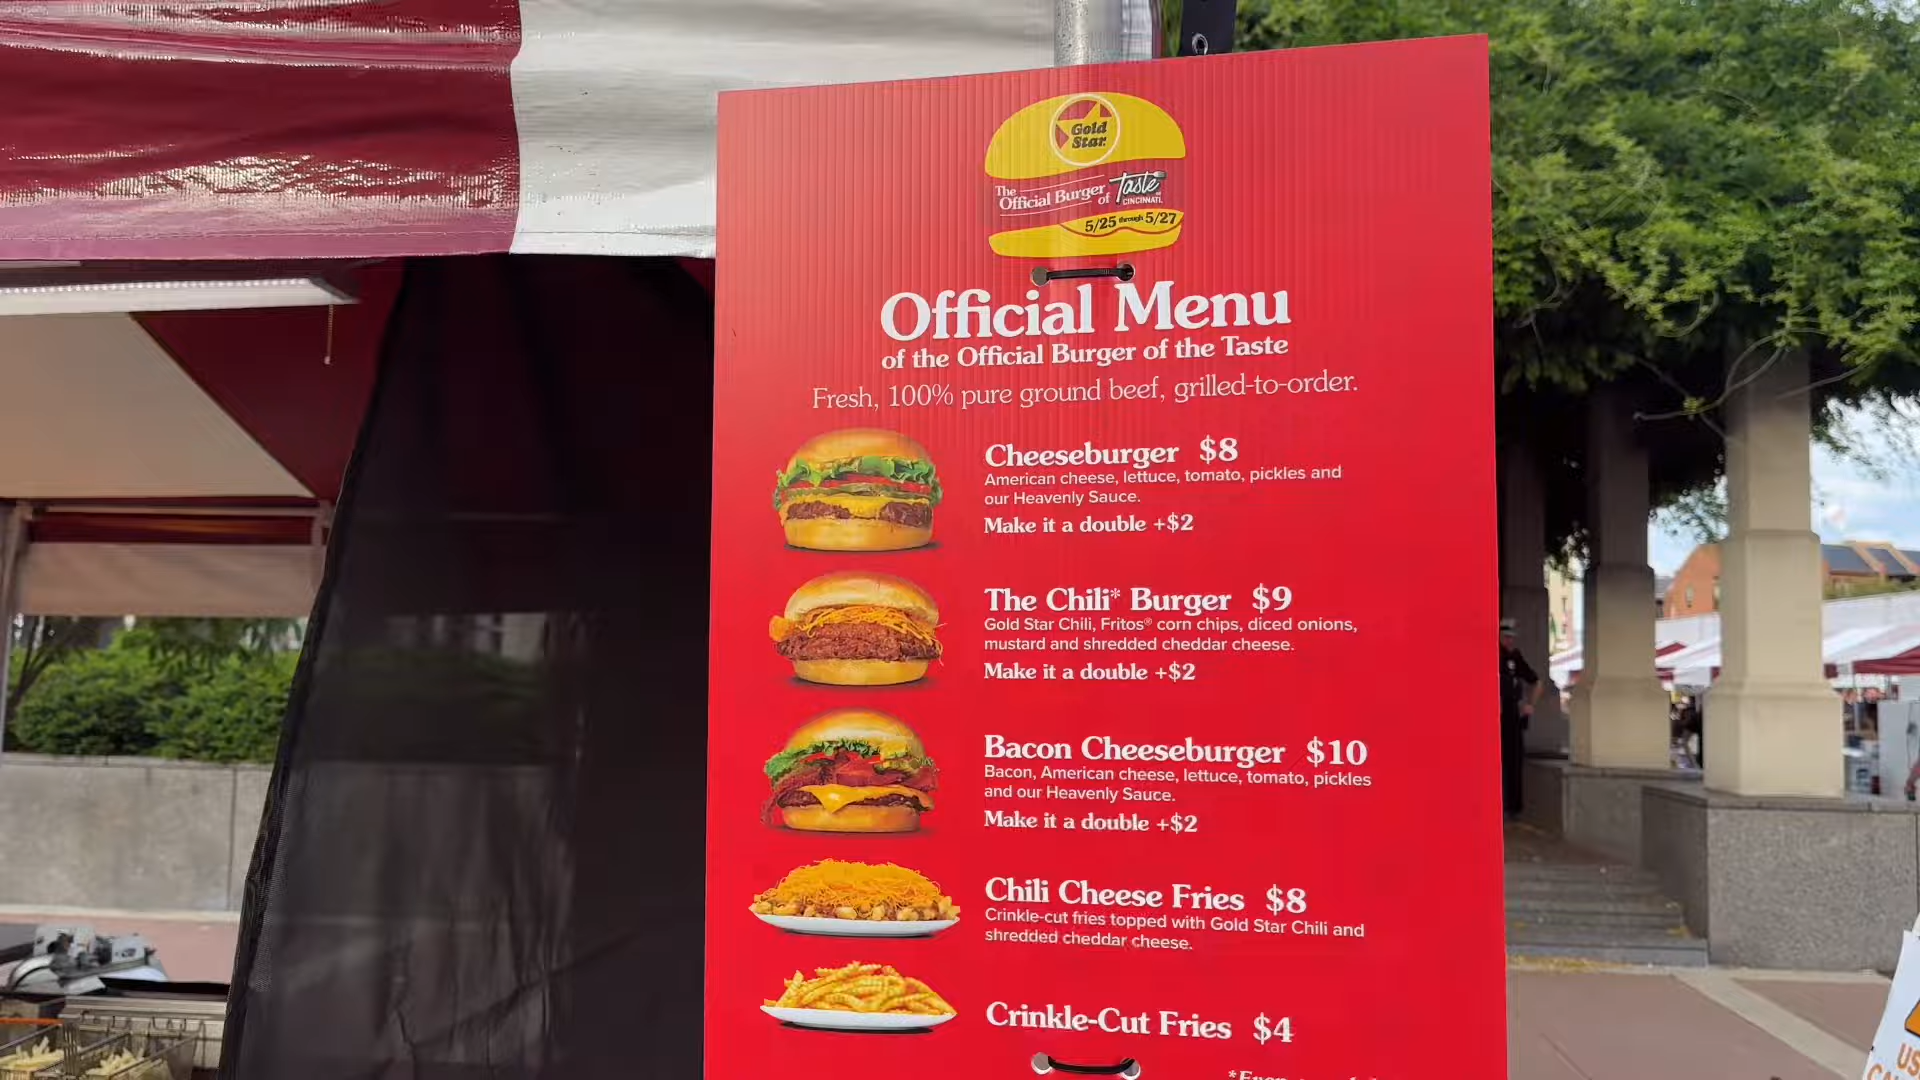 Gold
Star
The
Official Burger
of
Taste
OF
CINCINNATI
5/25 through 5/27
Official Menu
of the Official Burger of the Taste
Fresh, 100% pure ground beef, grilled-to-order.
Cheeseburger $8
American cheese, lettuce, tomato, pickles and
our Heavenly Sauce.
Make it a double +$2
The Chili* Burger $9
Gold Star Chili, Fritos® corn chips, diced onions,
mustard and shredded cheddar cheese.
Make it a double +$2
Bacon Cheeseburger $10
Bacon, American cheese, lettuce, tomato, pickles
and our Heavenly Sauce.
Make it a double +$2
Chili Cheese Fries $8
Crinkle-cut fries topped with Gold Star Chili and
shredded cheddar cheese.
Crinkle-Cut Fries $4